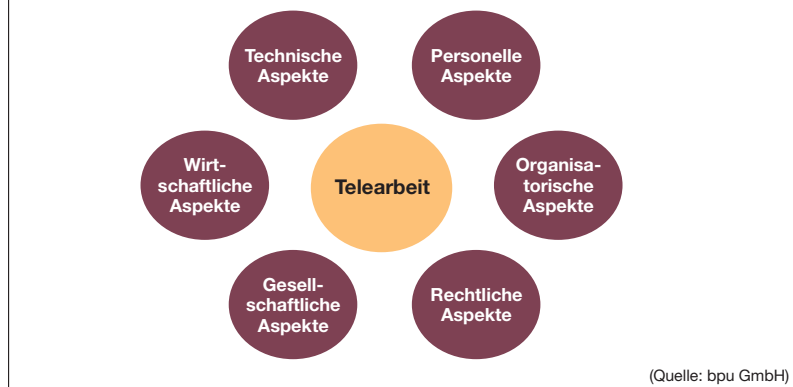 Technische
Aspekte
Personelle
Aspekte
Wirt-
schaftliche
Aspekte
Telearbeit
Organisa-
torische
Aspekte
Gesell-
schaftliche
Aspekte
Rechtliche
Aspekte
(Quelle: bpu GmbH)